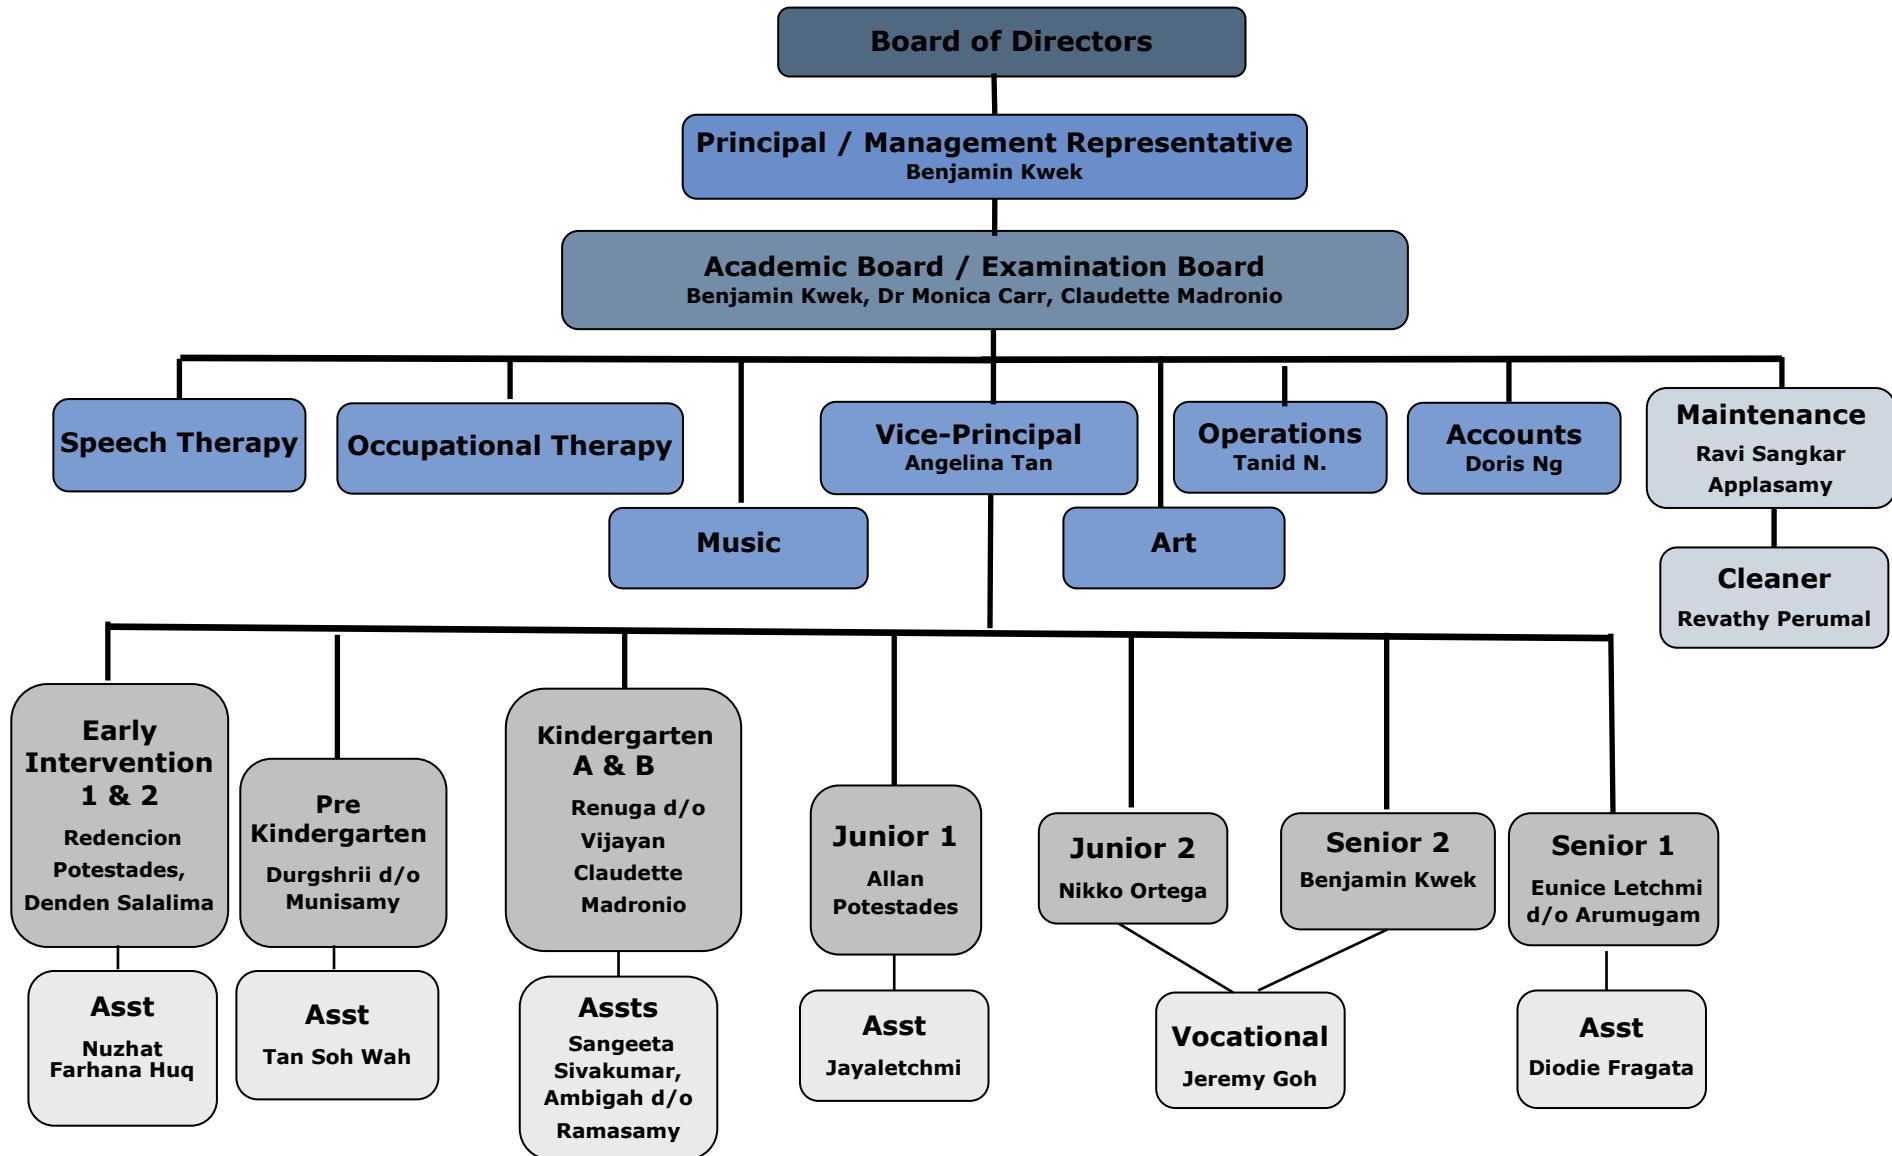 Board of Directors
Principal / Management Representative
Benjamin Kwek
Academic Board / Examination Board
Benjamin Kwek, Dr Monica Carr, Claudette Madronio
Speech Therapy
Occupational Therapy
Music
Vice-Principal
Angelina Tan
Art
Operations
Tanid N.
Accounts
Doris Ng
Maintenance
Ravi Sangkar
Applasamy
Cleaner
Revathy Perumal
Early
Intervention
1 & 2
Redencion
Potestades,
Denden Salalima
Pre
Kindergarten
Durgshrii d/o
Munisamy
Kindergarten
A & B
Renuga d/o
Vijayan
Claudette
Madronio
Junior 1
Allan
Potestades
Junior 2
Nikko Ortega
Senior 2
Benjamin Kwek
Senior 1
Eunice Letchmi
d/o Arumugam
Asst
Nuzhat
Farhana Huq
Asst
Tan Soh Wah
Assts
Sangeeta
Sivakumar,
Ambigah d/o
Ramasamy
Asst
Jayaletchmi
Vocational
Jeremy Goh
Asst
Diodie Fragata